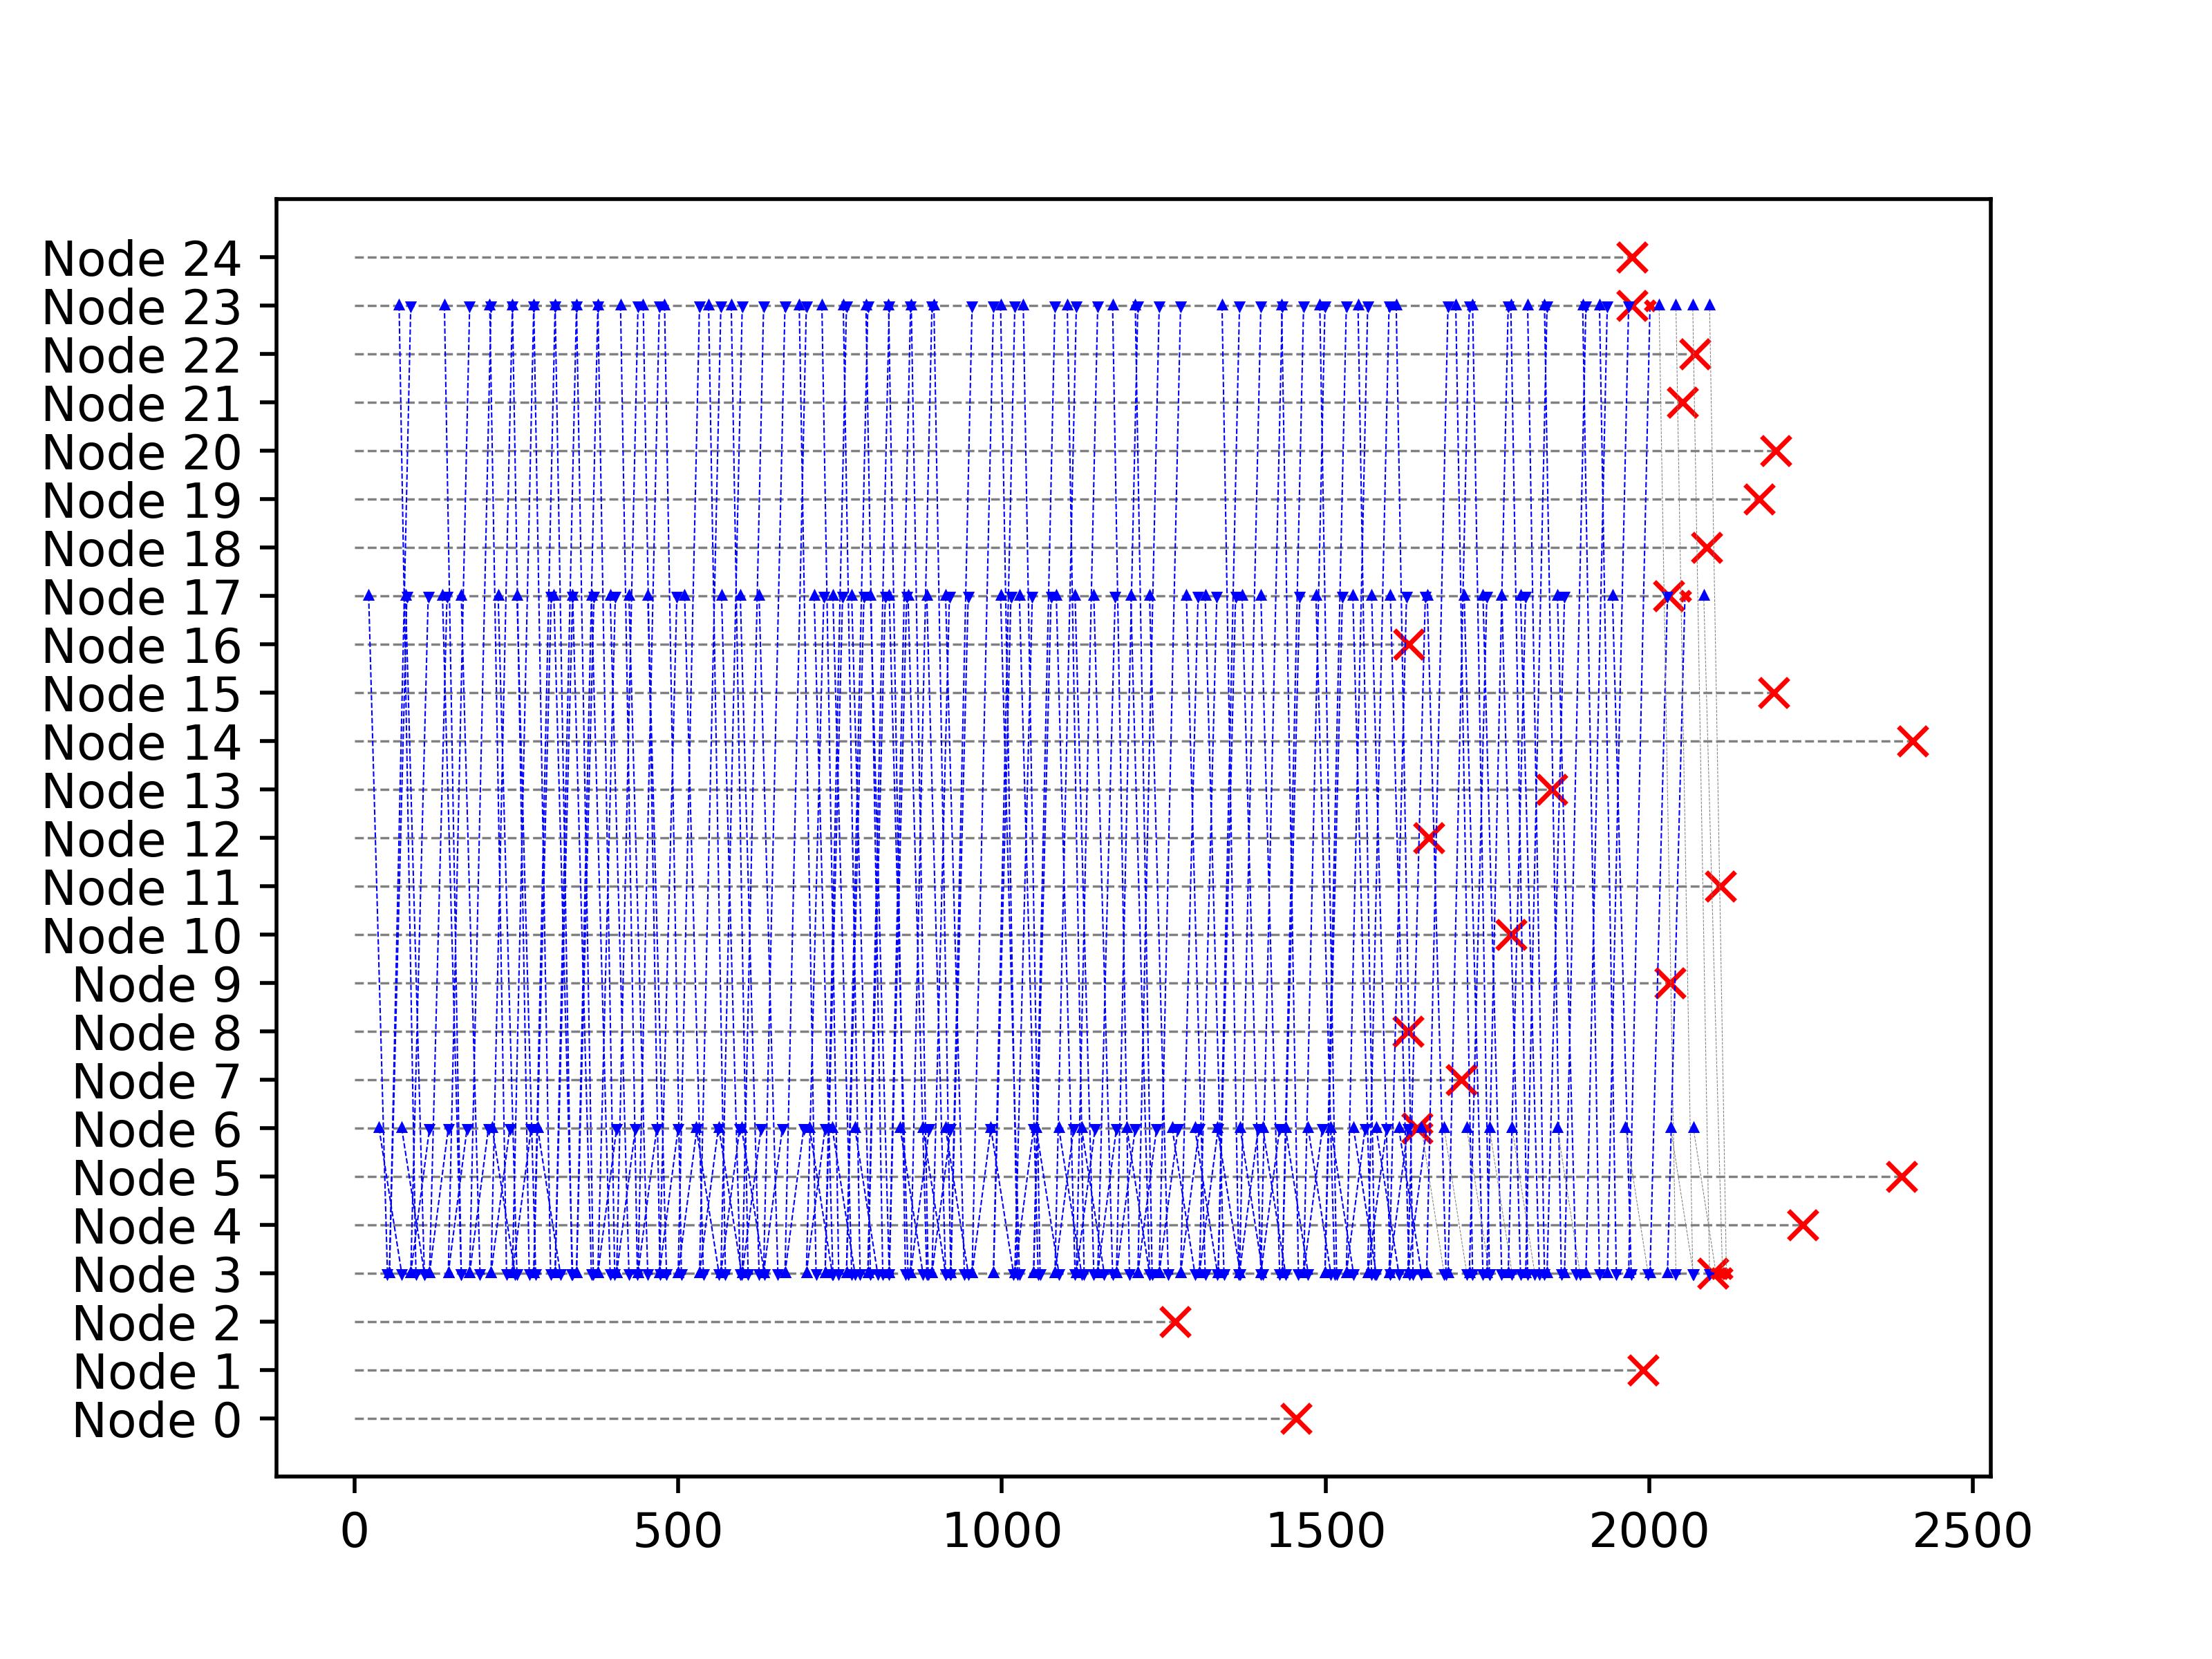 Node 24
Node 23
Node 22
Node 21
Node 20
Node 19
Node 18
Node 17
Node 16
Node 15
Node 14
Node 13
Node 12
Node 11
Node 10
Node 9
Node 8
Node 7
Node 6
Node 5
Node 4
Node 3
Node 2
Node 1
Node 0
0 500 1000 1500 2000 2500